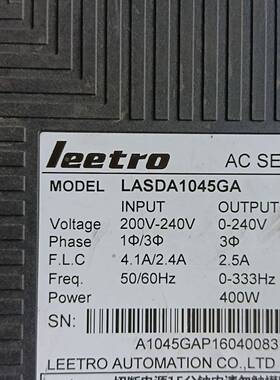 leetro AC SE
MODEL LASDA1045GA
INPUT OUTPUT
Voltage 200V-240V 0-240V
Phase 1Φ/3Φ 3Φ
F.L.C 4.1A/2.4A 2.5A
Freq. 50/60Hz 0-333Hz
Power 400W
SN:
A1045GAP16040083
LEETRO AUTOMATION CO.,LTD